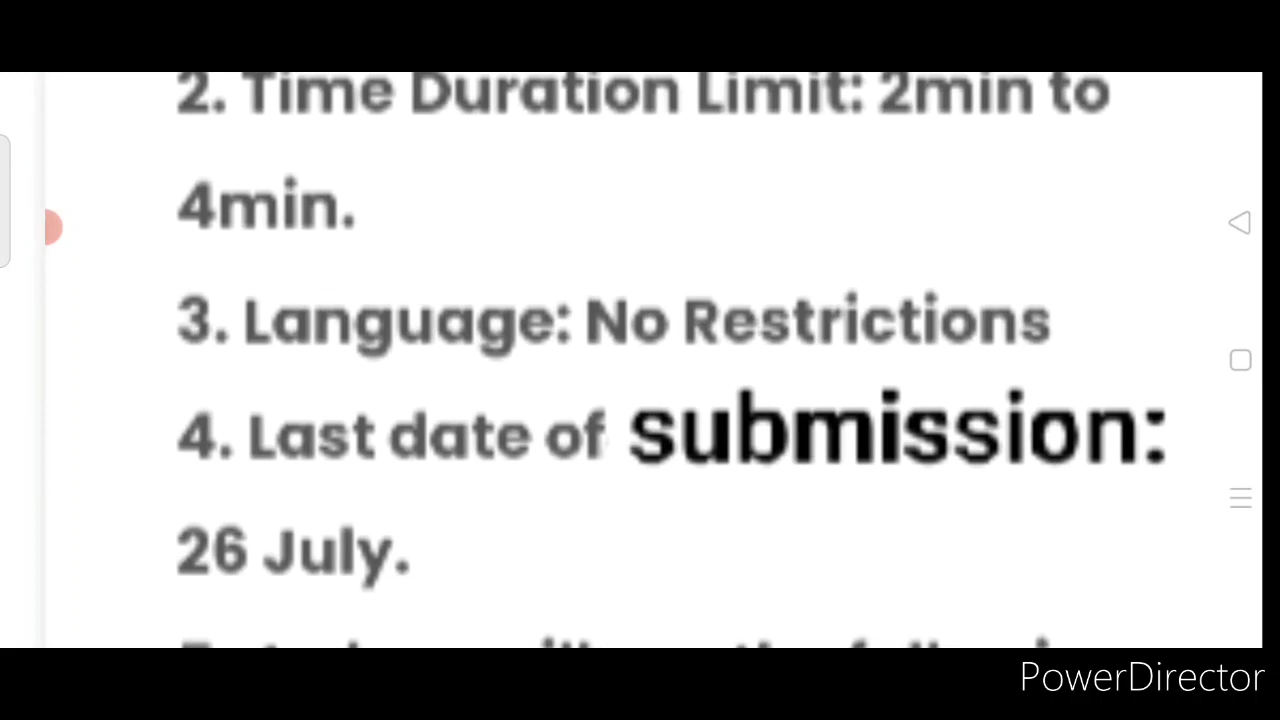 2. Time Duration Limit: 2min to
4min.
3. Language: No Restrictions
4. Last date of submission:
26 July.
PowerDirector